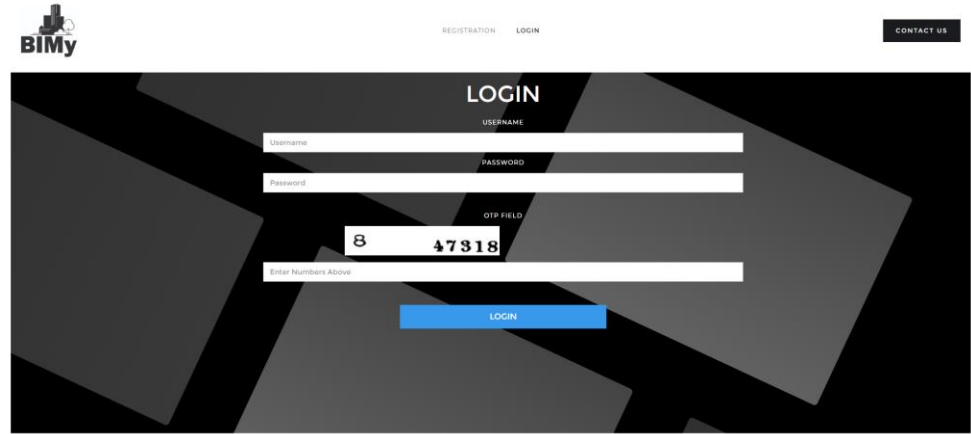 BIMy
REGISTRATION LOGIN
CONTACT US
LOGIN
USERNAME
Username
PASSWORD
Password
OTP FIELD
8 47318
Enter Numbers Above
LOGIN